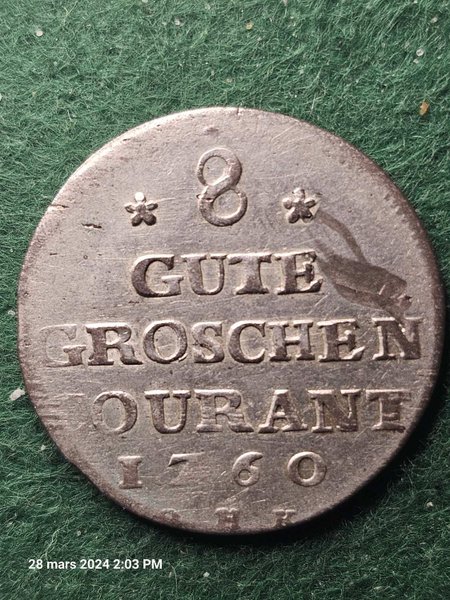 8
GUTE
GROSCHEN
COURANT
1760
28 mars 2024 2:03 PM